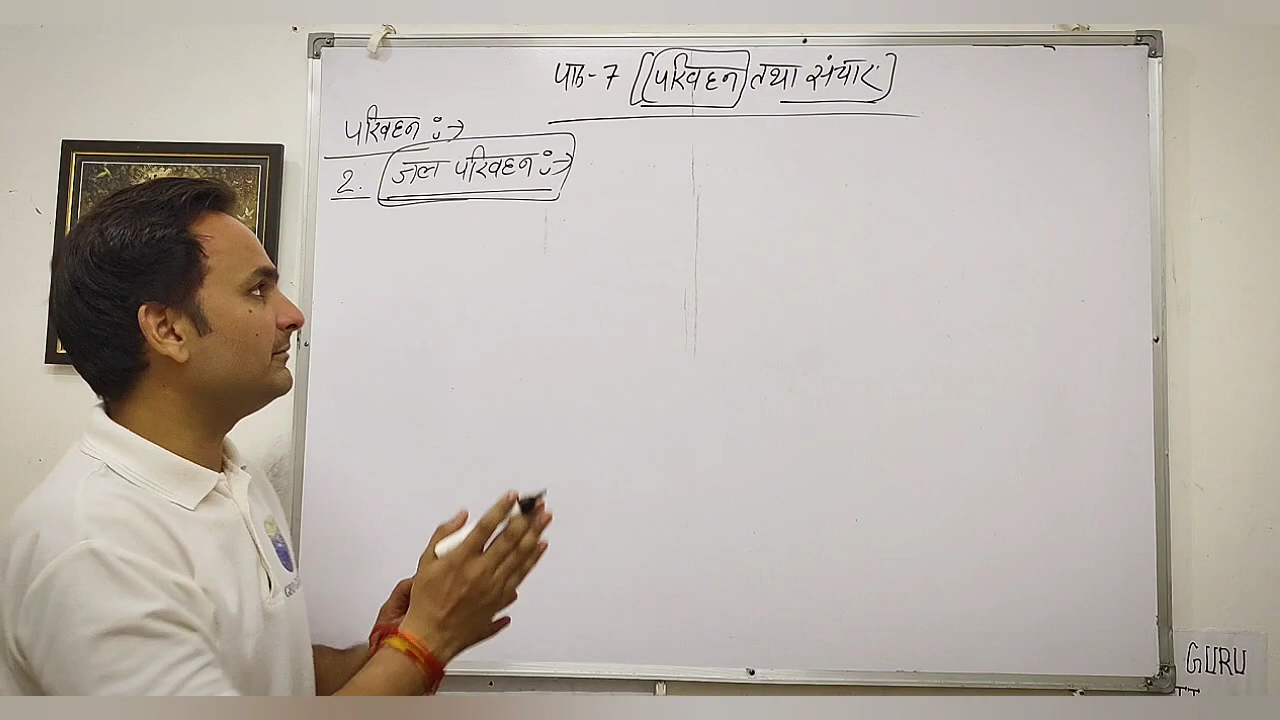 पाठ-7 [परिवहन तथा संचार]
परिवहन :->
2. जल परिवहन :->
GURU